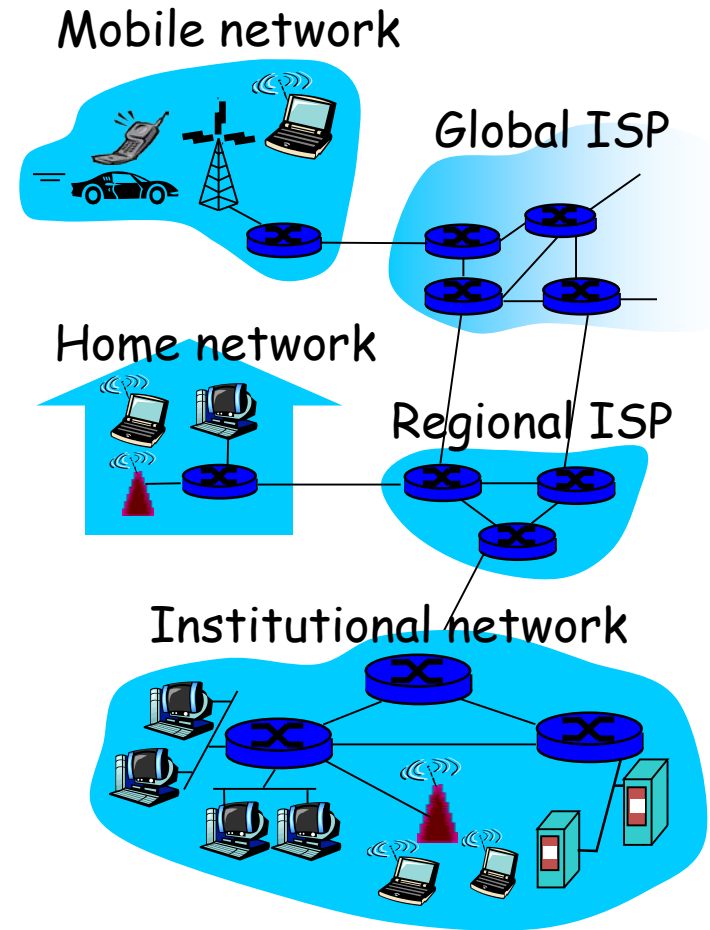 Mobile network
Global ISP
Home network
Regional ISP
Institutional network